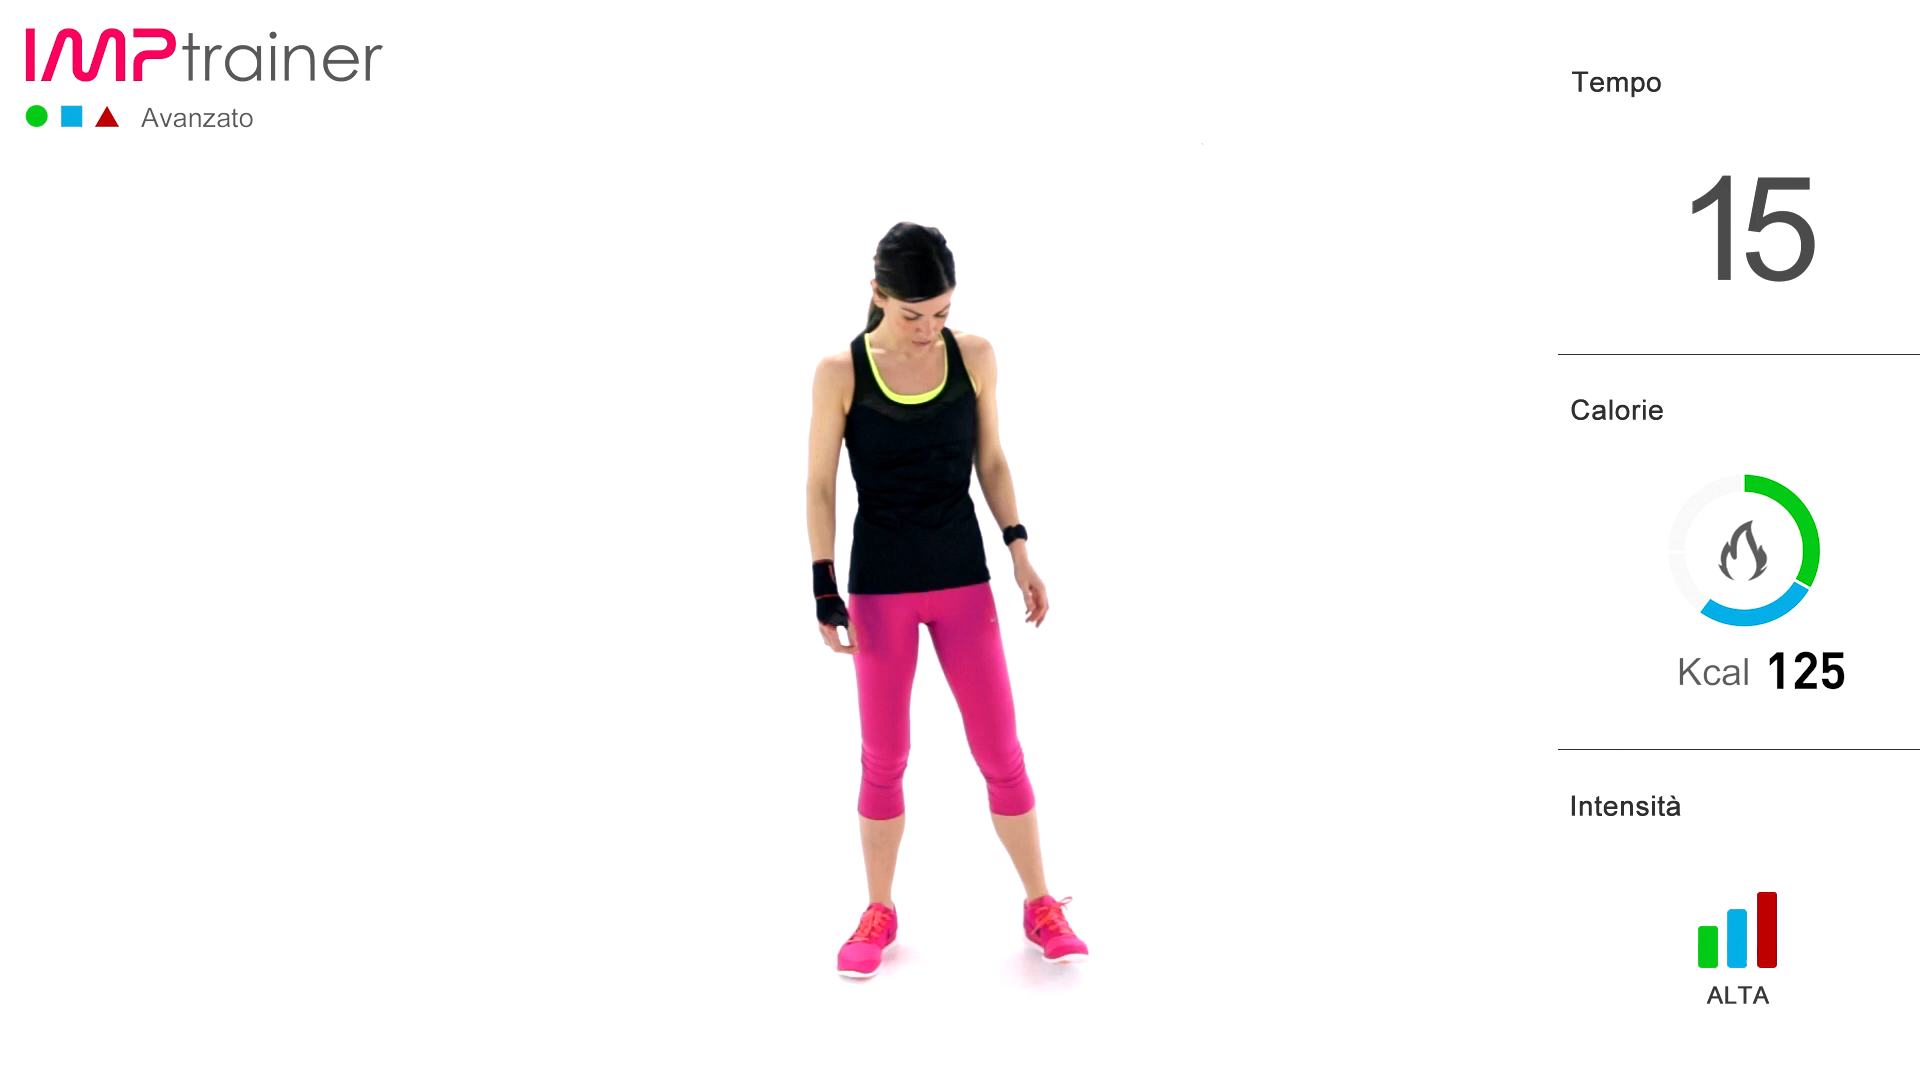 IMPtrainer
Avanzato
Tempo
15
Calorie
Kcal 125
Intensità
ALTA